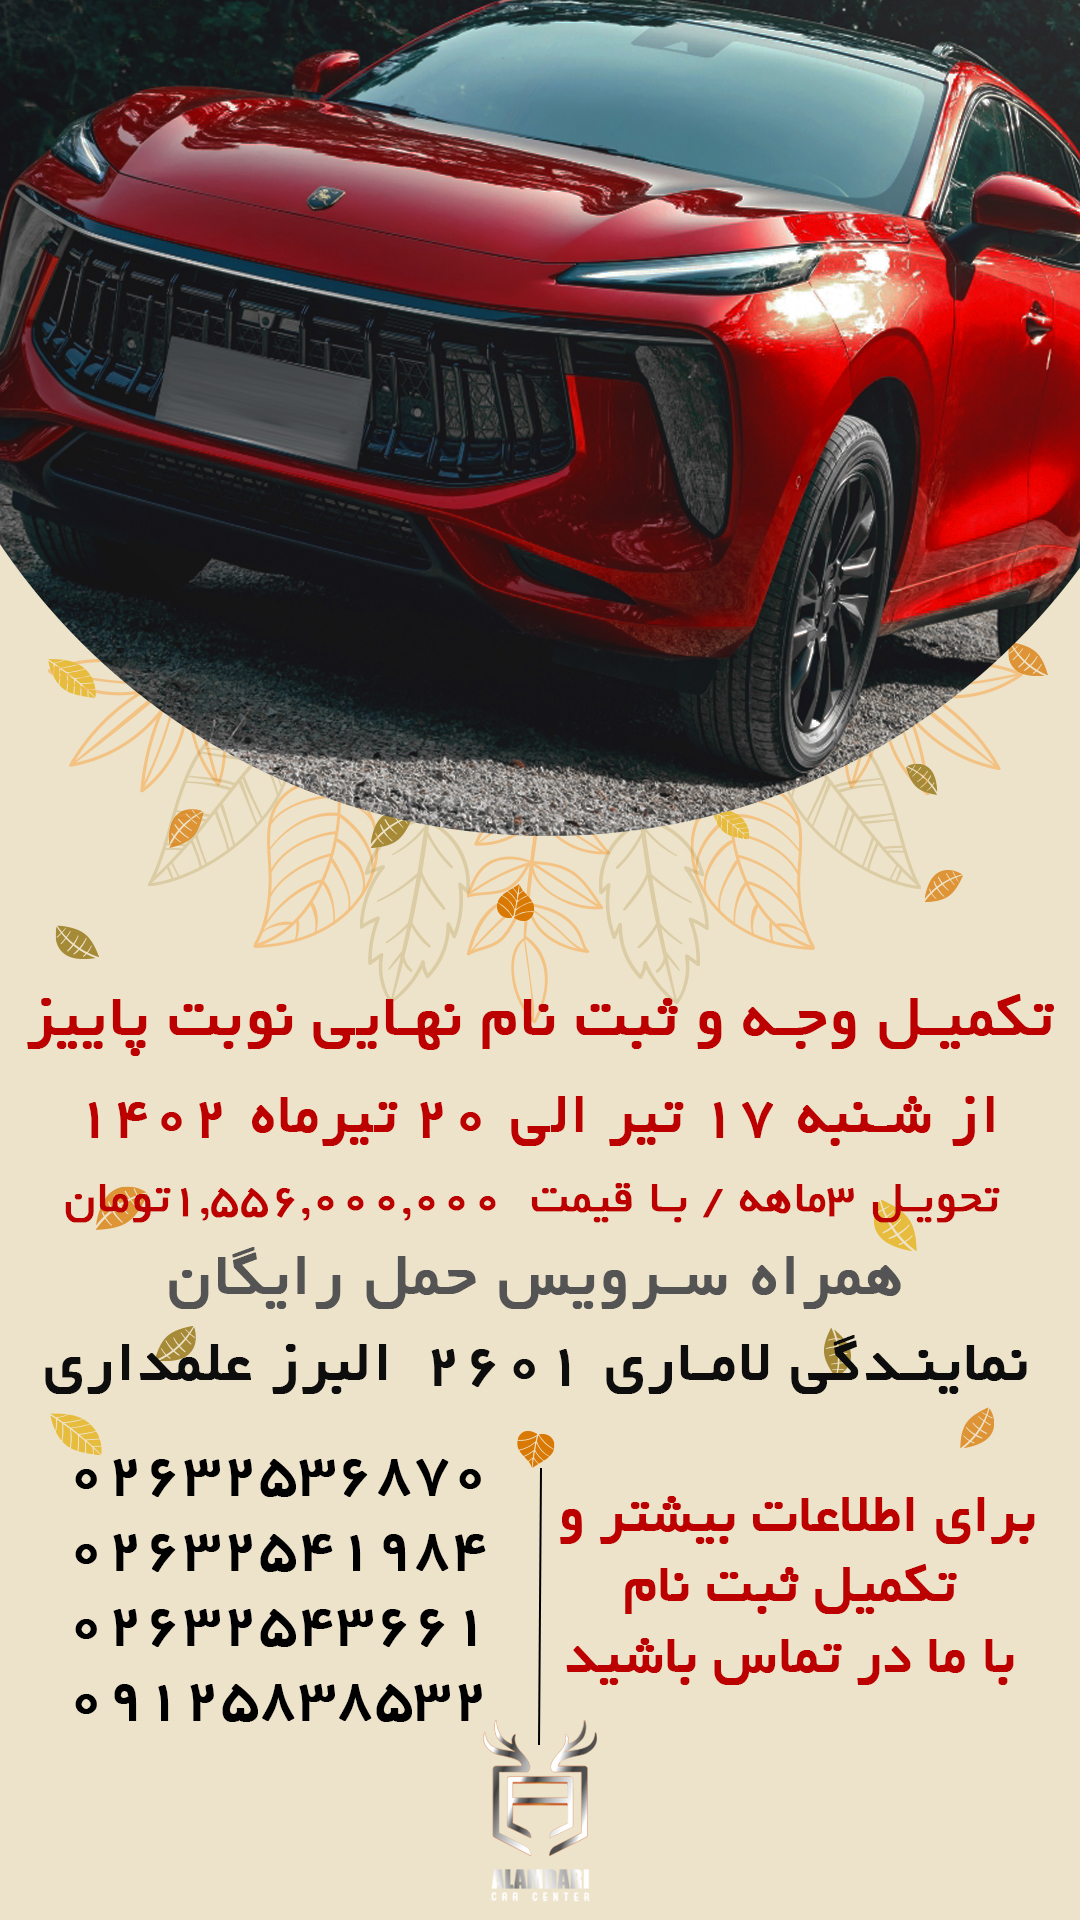 تکمیل وجه و ثبت نام نهایی نوبت پاییز
از شنبه ۱۷ تیر الی ۲۰ تیرماه ۱۴۰۲
تحویل ۳ماهه / با قیمت ۱,۵۵۶,۰۰۰,۰۰۰تومان
همراه سرویس حمل رایگان
نمایندگی لاماری ۲۶۰۱ البرز علمداری
برای اطلاعات بیشتر و
تکمیل ثبت نام
با ما در تماس باشید
۰۲۶۳۲۵۳۶۸۷۰
۰۲۶۳۲۵۴۱۹۸۴
۰۲۶۳۲۵۴۳۶۶۱
۰۹۱۲۵۸۳۸۵۳۲
ALAMDARI
CAR CENTER